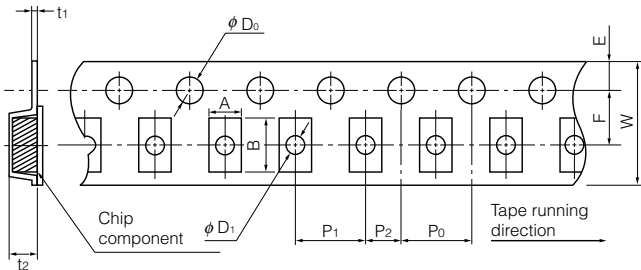 t1
φ D0
E
A
W
F
B
Chip
component
φ D1
P1
P2
P0
Tape running
direction
t2